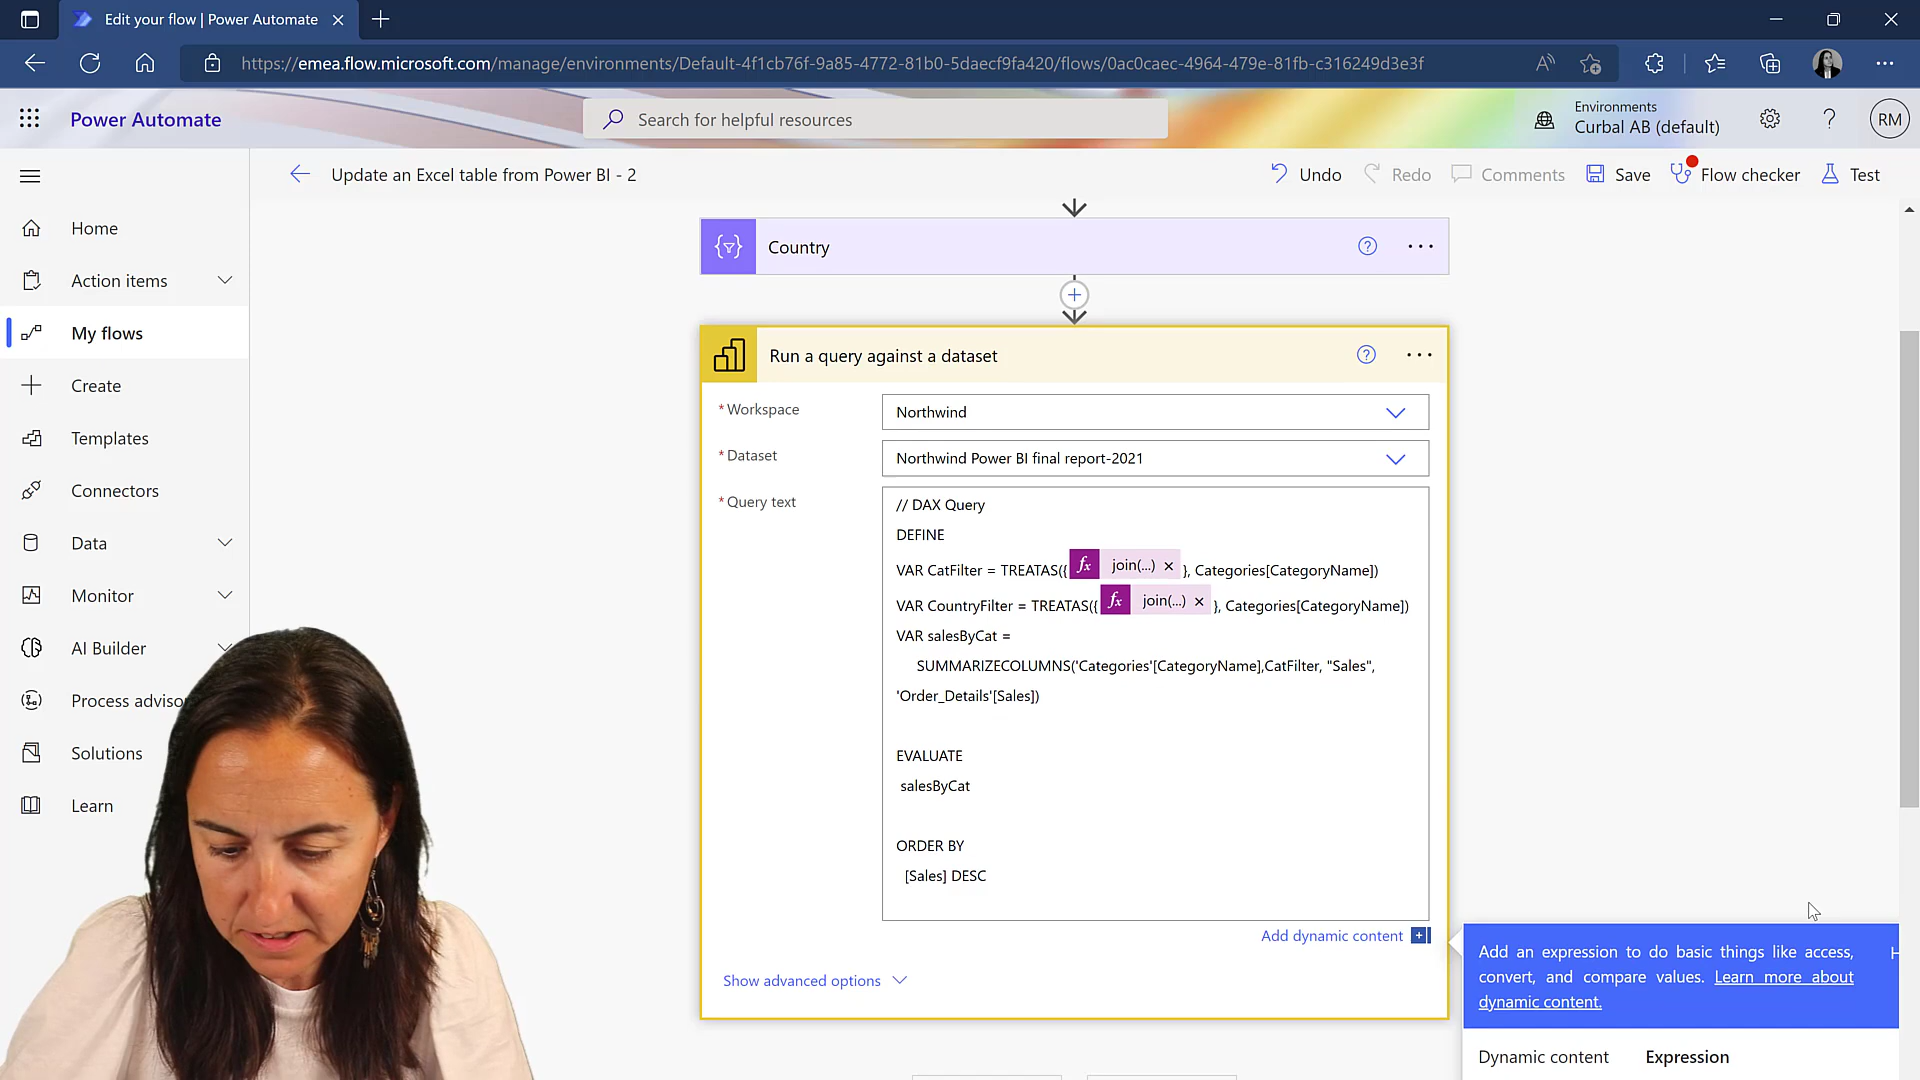 Edit your flow | Power Automate
https://emea.flow.microsoft.com/manage/environments/Default-4f1cb76f-9a85-4772-81b0-5daecf9fa420/flows/0ac0caec-4964-479e-81fb-c316249d3e3f
Power Automate
Search for helpful resources
Environments
Curbal AB (default)
RM
Update an Excel table from Power BI - 2
Undo
Redo
Comments
Save
Flow checker
Test
Home
Action items
My flows
Create
Templates
Connectors
Data
Monitor
AI Builder
Process adviso
Solutions
Learn
Country
Run a query against a dataset
*Workspace
Northwind
*Dataset
Northwind Power BI final report-2021
*Query text
// DAX Query
DEFINE
VAR CatFilter = TREATAS({ fx join(...) × }, Categories[CategoryName])
VAR CountryFilter = TREATAS({ fx join(...) × }, Categories[CategoryName])
VAR salesByCat =
SUMMARIZECOLUMNS('Categories'[CategoryName],CatFilter, "Sales",
'Order_Details'[Sales])
EVALUATE
salesByCat
ORDER BY
[Sales] DESC
Add dynamic content
Show advanced options
Add an expression to do basic things like access,
convert, and compare values. Learn more about
dynamic content.
Dynamic content
Expression